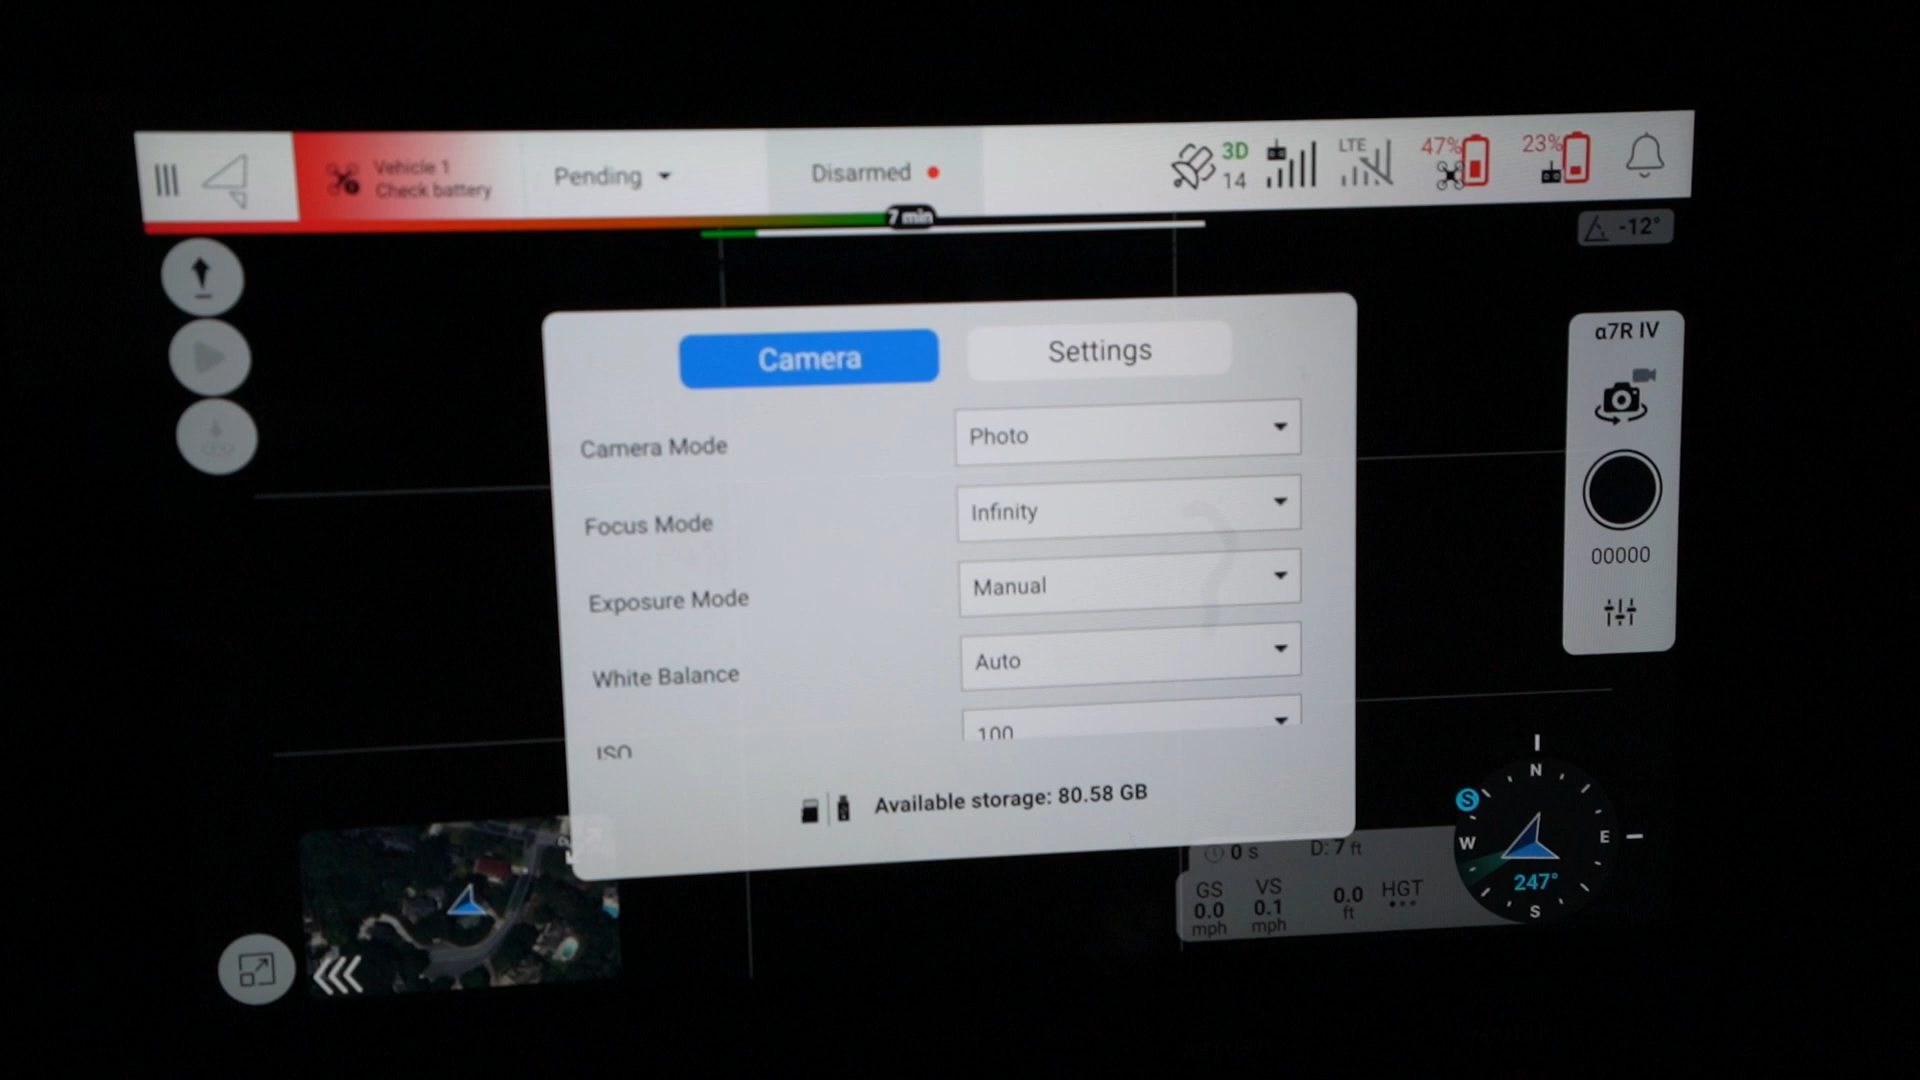 Vehicle 1
Check battery
Pending
Disarmed
3D
14
LTE
47%
23%
7 min
-12°
Camera
Settings
Camera Mode
Photo
Focus Mode
Infinity
Exposure Mode
Manual
White Balance
Auto
ISO
100
Available storage: 80.58 GB
α7R IV
00000
0 s
D: 7 ft
GS
0.0
mph
VS
0.1
mph
0.0
ft
HGT
N
S
W
E
247°
S